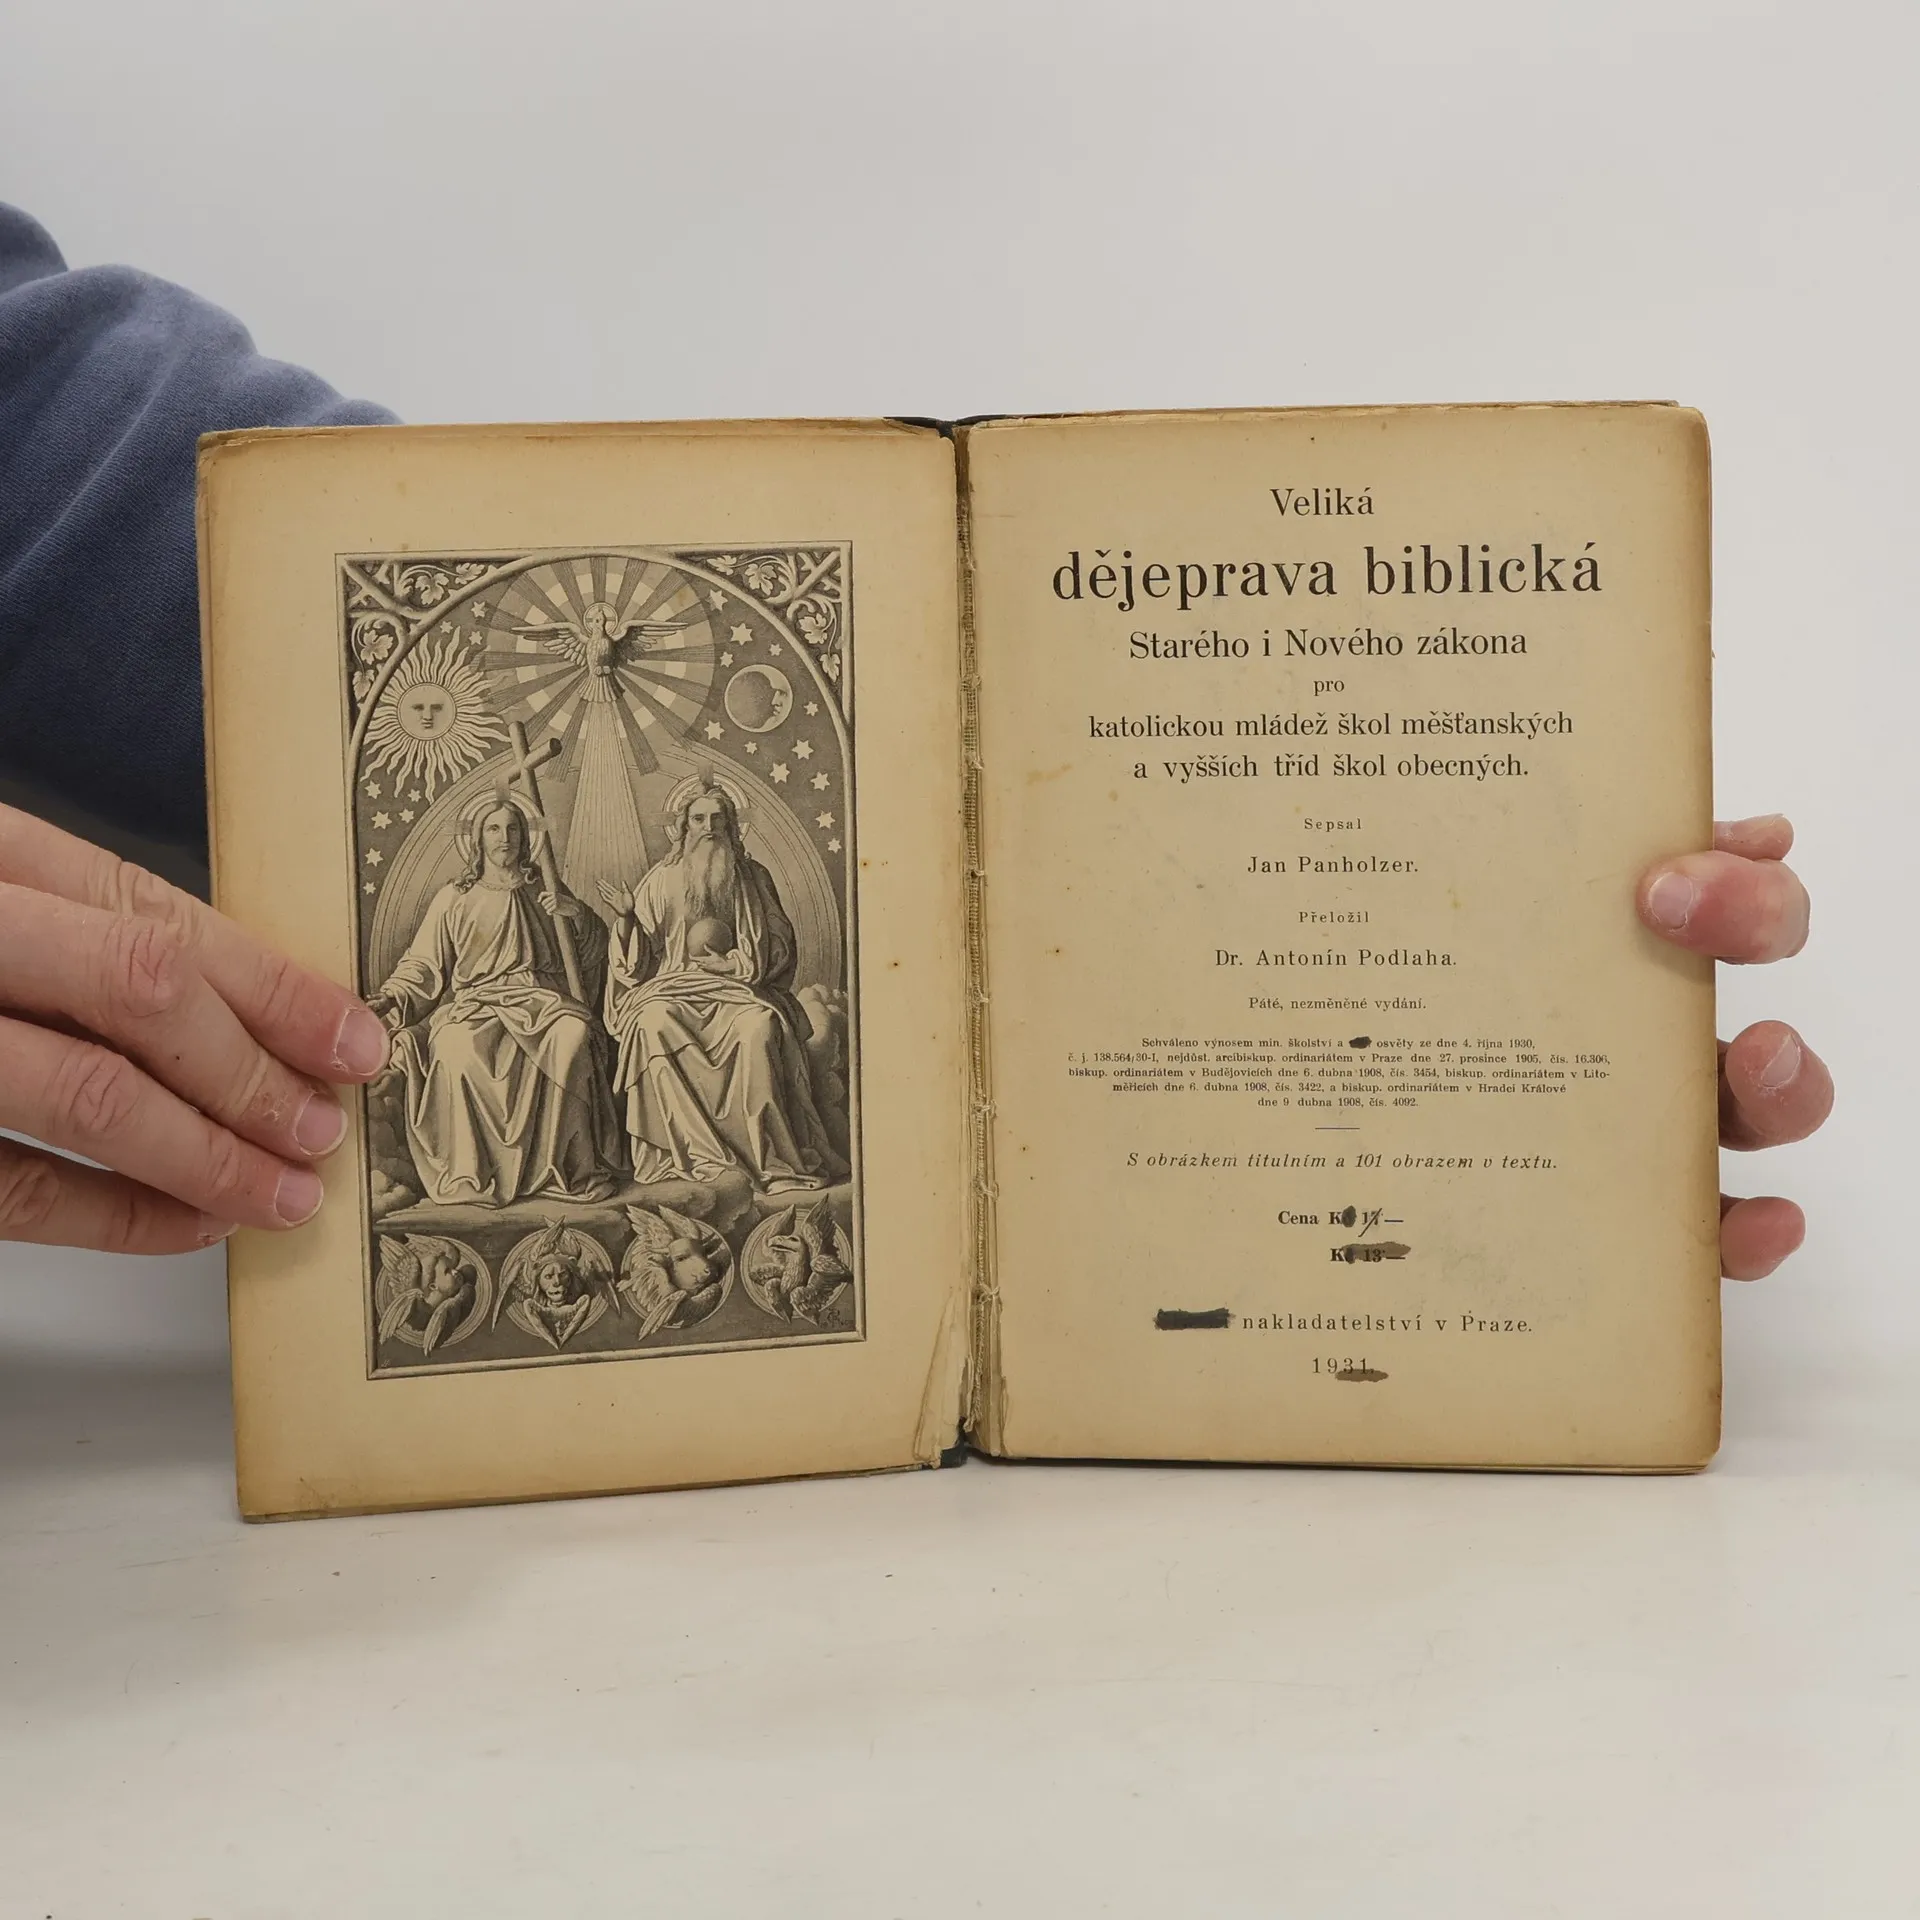 Veliká
dějeprava biblická
Starého i Nového zákona
pro
katolickou mládež škol měšťanských
a vyšších tříd škol obecných.
Sepsal
Jan Panholzer.
Přeložil
Dr. Antonín Podlaha.
Páté, nezměněné vydání.
Schváleno výnosem min. školství a osvěty ze dne 4. října 1930,
č. j. 138.564/30-I, nejdůst. arcibiskup. ordinariátem v Praze dne 27. prosince 1905, čís. 16.306,
biskup. ordinariátem v Budějovicích dne 6. dubna 1908, čís. 3454, biskup. ordinariátem v Lito-
měřicích dne 6. dubna 1908, čís. 3422, a biskup. ordinariátem v Hradci Králové
dne 9 dubna 1908, čís. 4092.
S obrázkem titulním a 101 obrazem v textu.
Cena Kč 17·—
Kč 13·—
nakladatelství v Praze.
1931.